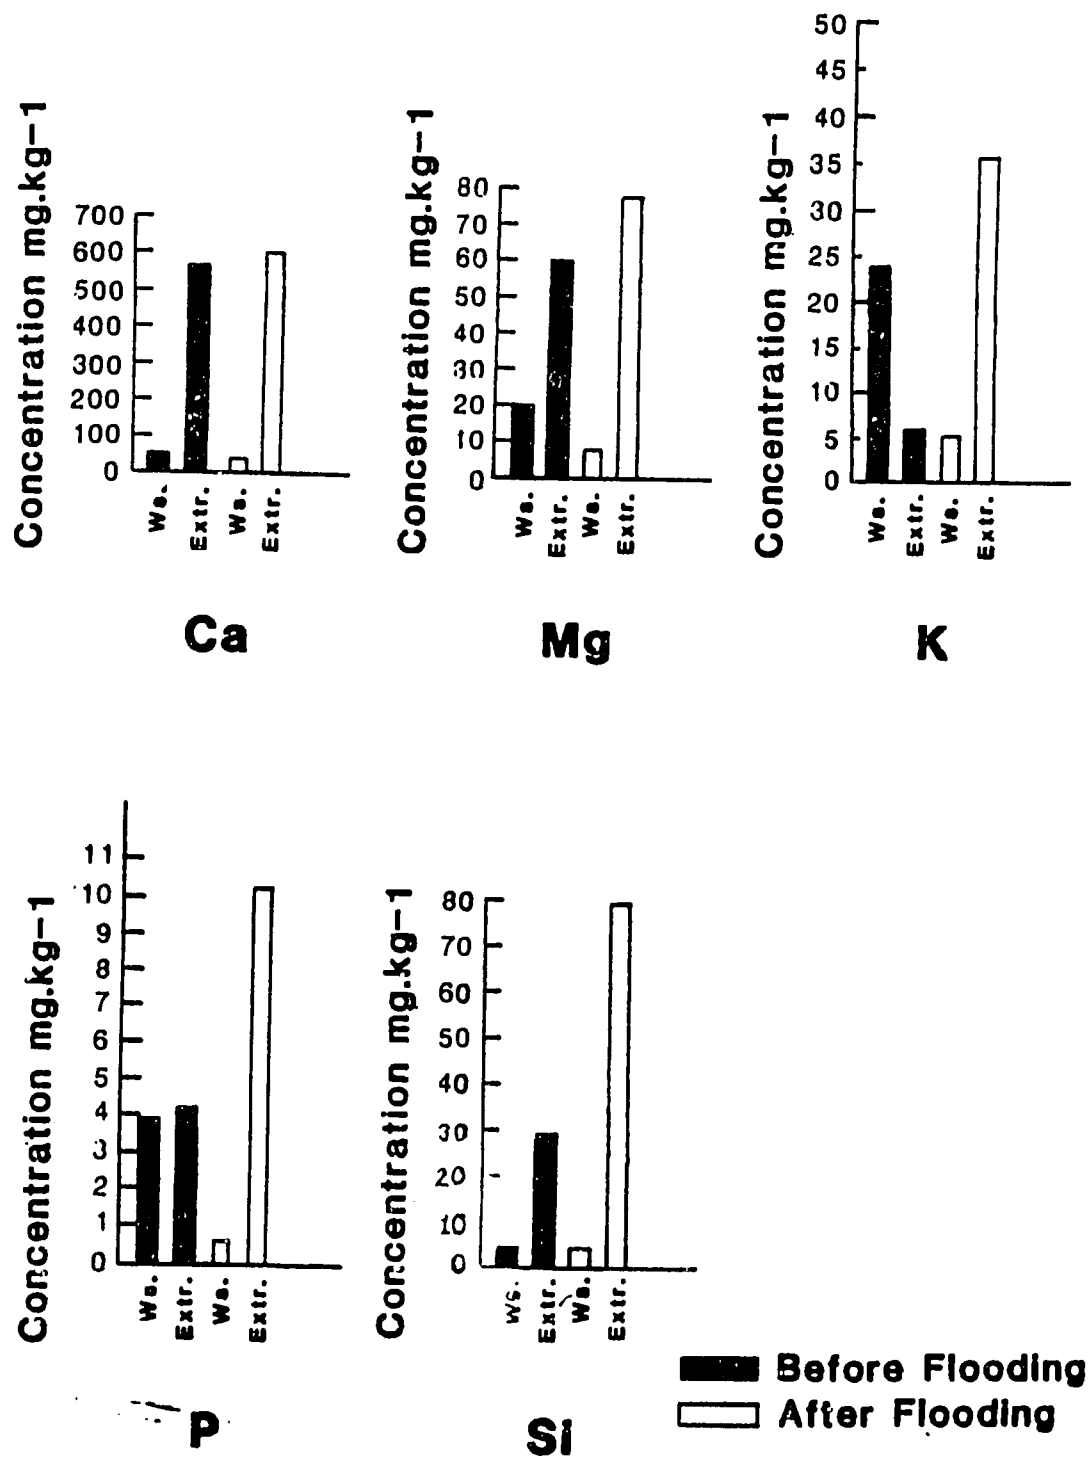 Concentration mg.kg-1
700
600
500
400
300
200
100
0
Ws.
Extr.
Ws.
Extr.
Ca
Concentration mg.kg-1
80
70
60
50
40
30
20
10
0
Ws.
Extr.
Ws.
Extr.
Mg
Concentration mg.kg-1
50
45
40
35
30
25
20
15
10
5
0
Ws.
Extr.
Ws.
Extr.
K
Concentration mg.kg-1
11
10
9
8
7
6
5
4
3
2
1
0
Ws.
Extr.
Ws.
Extr.
P
Concentration mg.kg-1
80
70
60
50
40
30
20
10
0
Ws.
Extr.
Ws.
Extr.
Si
Before Flooding
After Flooding